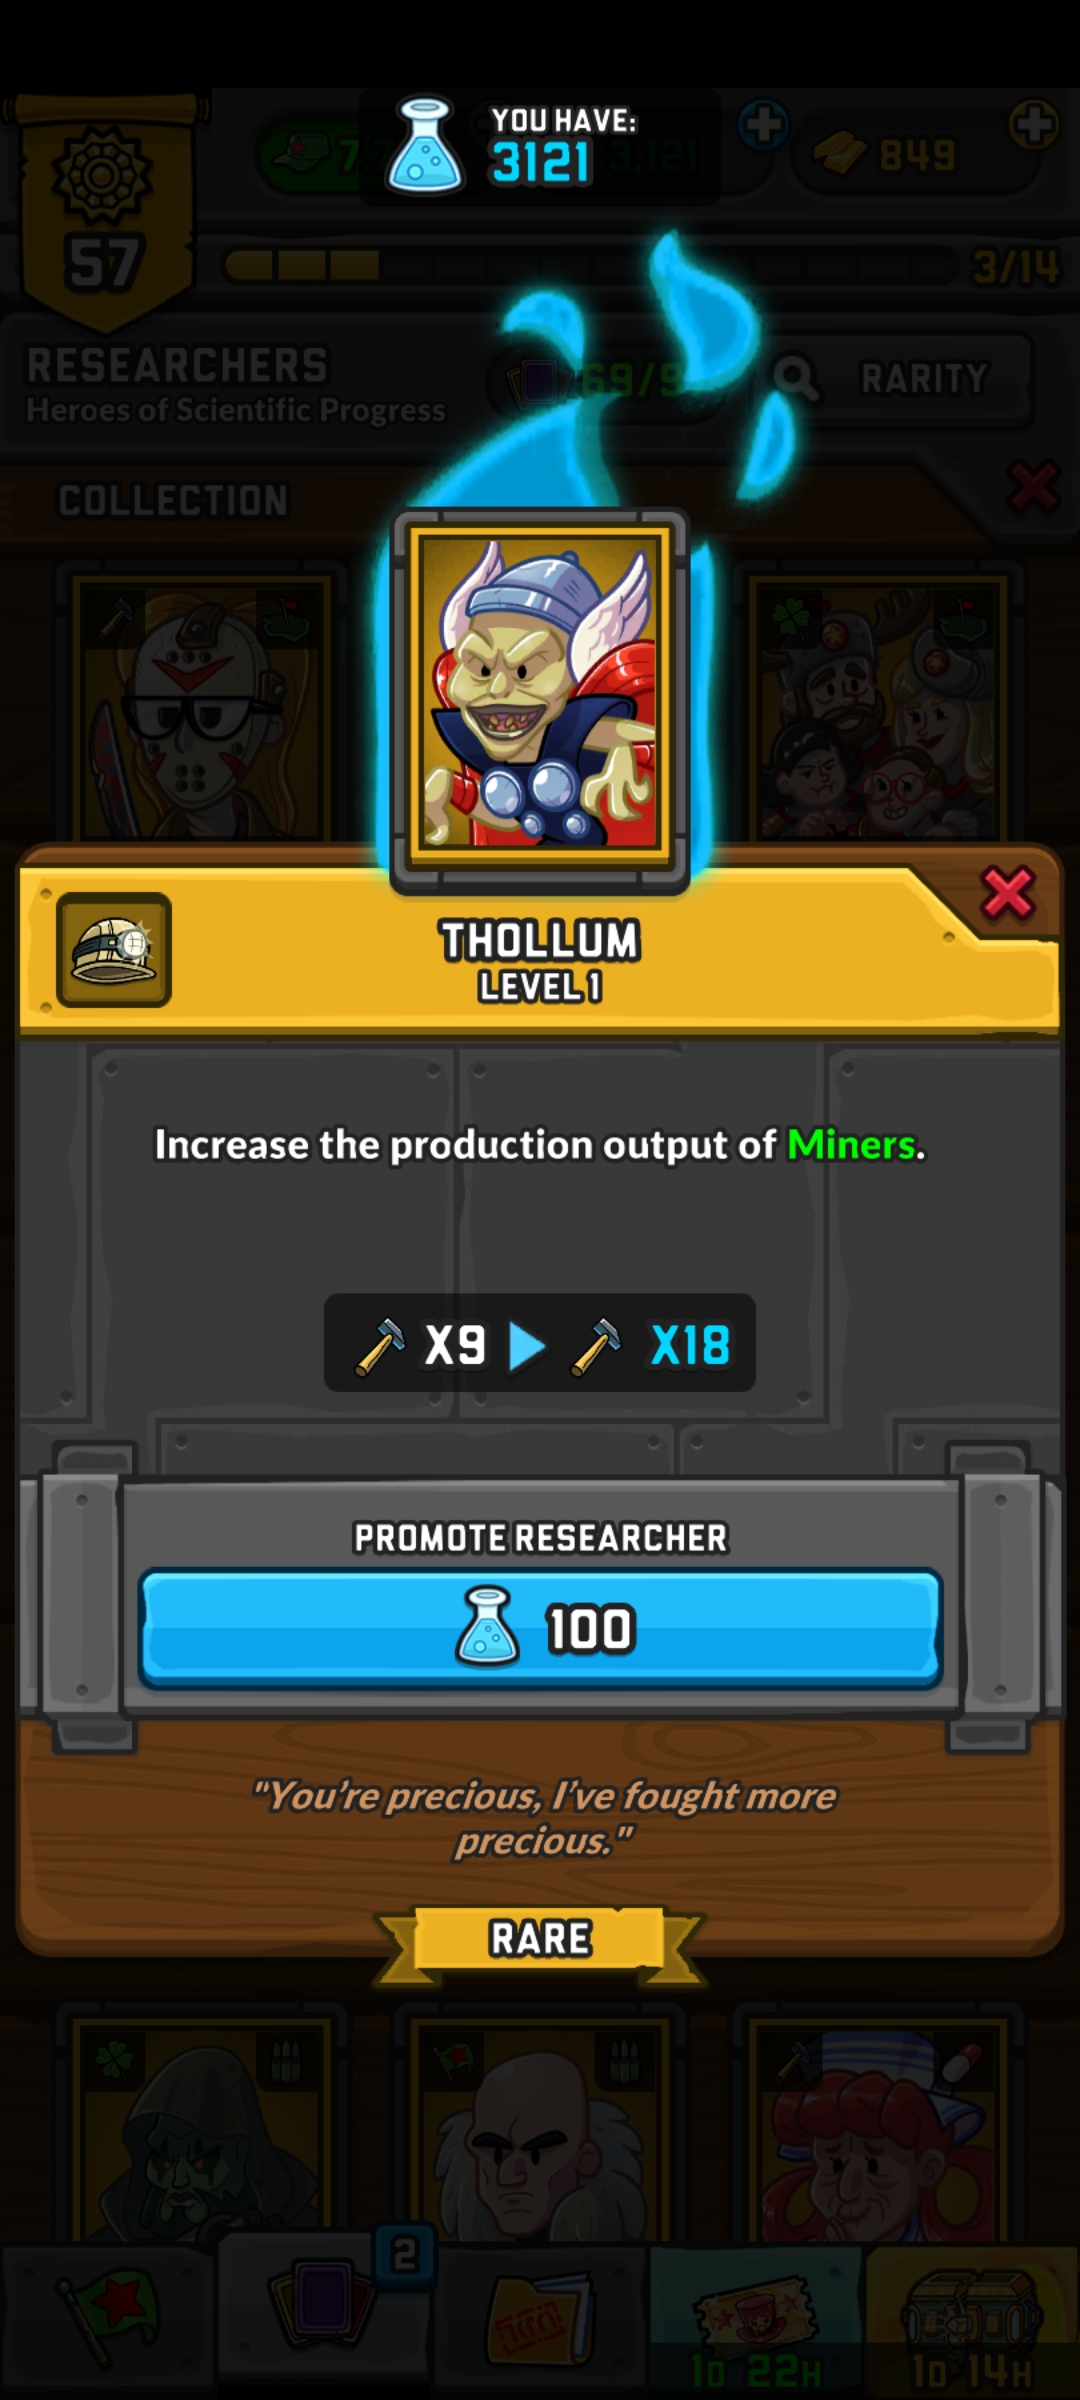 YOU HAVE:
3121
849
57
3/14
RESEARCHERS
Heroes of Scientific Progress
RARITY
COLLECTION
THOLLUM
LEVEL 1
Increase the production output of Miners.
X9 X18
PROMOTE RESEARCHER
100
"You're precious, I've fought more
precious."
RARE
2
1D 22H
1D 14H